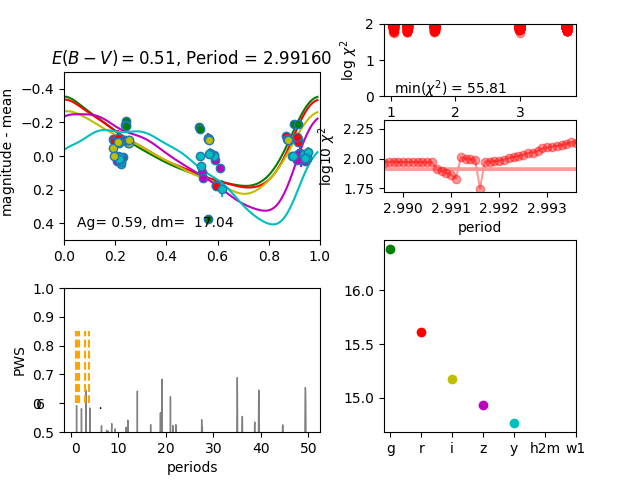 E(B − V) = 0.51, Period = 2.99160
magnitude - mean
−0.4
−0.2
0.0
0.2
0.4
Ag= 0.59, dm=  17.04
0.0 0.2 0.4 0.6 0.8 1.0
log χ²
2
1
0
min(χ²) = 55.81
1 2 3
log10 χ²
2.25
2.00
1.75
2.990 2.991 2.992 2.993
period
PWS
1.0
0.9
0.8
0.7
0.6
6 .
0.5
0 10 20 30 40 50
periods
16.0
15.5
15.0
g r i z y h2m w1